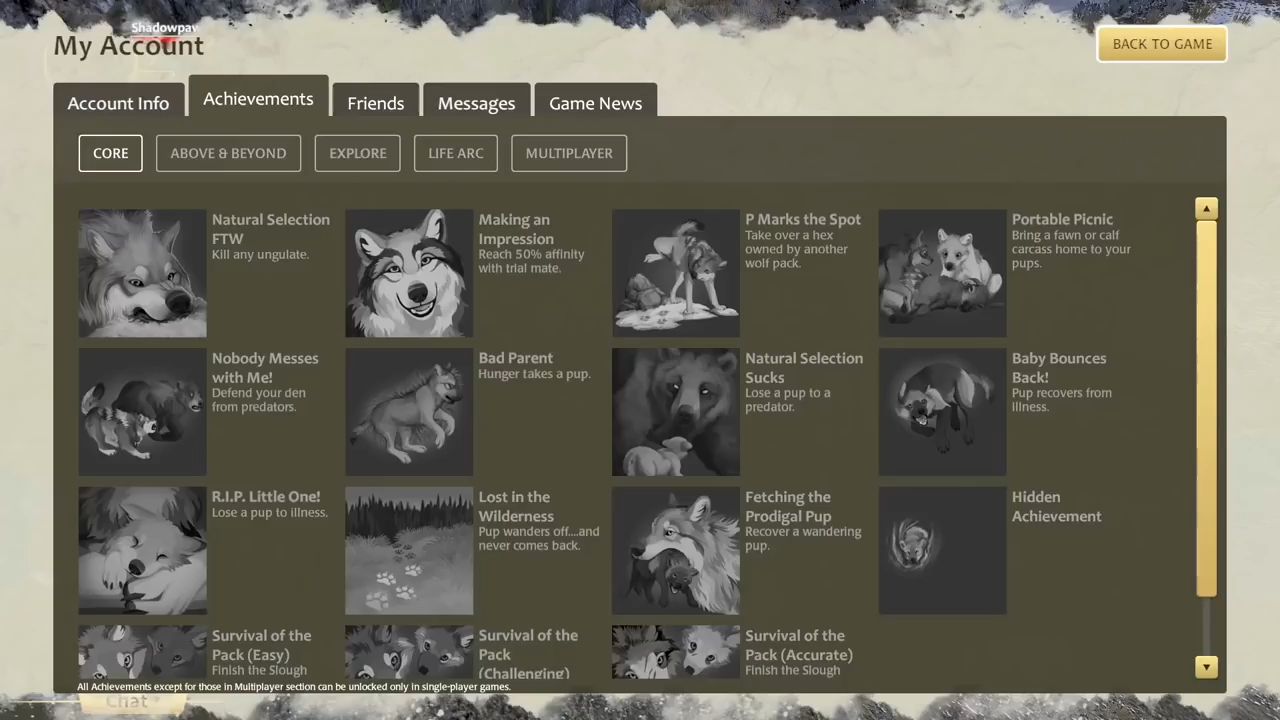 Shadowpaw
My Account
BACK TO GAME
Account Info
Achievements
Friends
Messages
Game News
CORE
ABOVE & BEYOND
EXPLORE
LIFE ARC
MULTIPLAYER
Natural Selection
FTW
Kill any ungulate.
Making an
Impression
Reach 50% affinity
with trial mate.
P Marks the Spot
Take over a hex
owned by another
wolf pack.
Portable Picnic
Bring a fawn or calf
carcass home to your
pups.
Nobody Messes
with Me!
Defend your den
from predators.
Bad Parent
Hunger takes a pup.
Natural Selection
Sucks
Lose a pup to a
predator.
Baby Bounces
Back!
Pup recovers from
illness.
R.I.P. Little One!
Lose a pup to illness.
Lost in the
Wilderness
Pup wanders off....and
never comes back.
Fetching the
Prodigal Pup
Recover a wandering
pup.
Hidden
Achievement
Survival of the
Pack (Easy)
Finish the Slough
Survival of the
Pack
(Challenging)
Survival of the
Pack (Accurate)
Finish the Slough
All Achievements except for those in Multiplayer section can be unlocked only in single-player games.
Chat